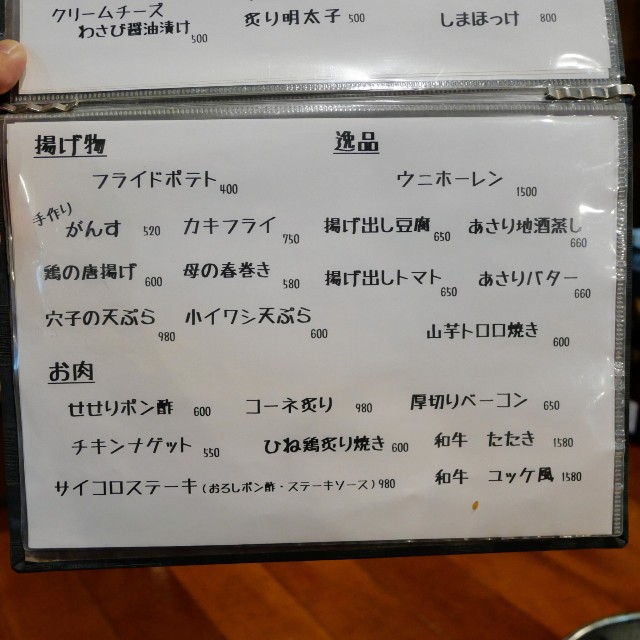 クリームチーズ
わさび醤油漬け 500
炙り明太子 500
しまほっけ 800
揚げ物
フライドポテト 400
手作り
がんす 520 カキフライ 750
鶏の唐揚げ 600 母の春巻き 580
穴子の天ぷら 980 小イワシ天ぷら 600
逸品
ウニホーレン 1500
揚げ出し豆腐 650 あさり地酒蒸し 660
揚げ出しトマト 650 あさりバター 660
山芋トロロ焼き 600
お肉
せせりポン酢 600 コーネ炙り 980 厚切りベーコン 650
チキンナゲット 550 ひね鶏炙り焼き 600 和牛 たたき 1580
サイコロステーキ(おろしポン酢・ステーキソース) 980 和牛 ユッケ風 1580